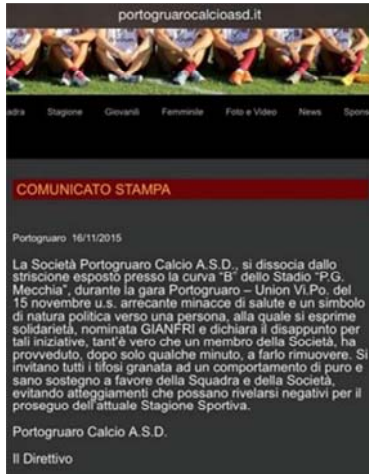 portogruarocalcioasd.it
adra Stagione Giovanili Femminile Foto e Video News Spons
COMUNICATO STAMPA
Portogruaro 16/11/2015
La Società Portogruaro Calcio A.S.D., si dissocia dallo
striscione esposto presso la curva "B" dello Stadio "P.G.
Mecchia", durante la gara Portogruaro – Union Vi.Po. del
15 novembre u.s. arrecante minacce di salute e un simbolo
di natura politica verso una persona, alla quale si esprime
solidarietà, nominata GIANFRI e dichiara il disappunto per
tali iniziative, tant'è vero che un membro della Società, ha
provveduto, dopo solo qualche minuto, a farlo rimuovere. Si
invitano tutti i tifosi granata ad un comportamento di puro e
sano sostegno a favore della Squadra e della Società,
evitando atteggiamenti che possano rivelarsi negativi per il
proseguo dell'attuale Stagione Sportiva.
Portogruaro Calcio A.S.D.
Il Direttivo